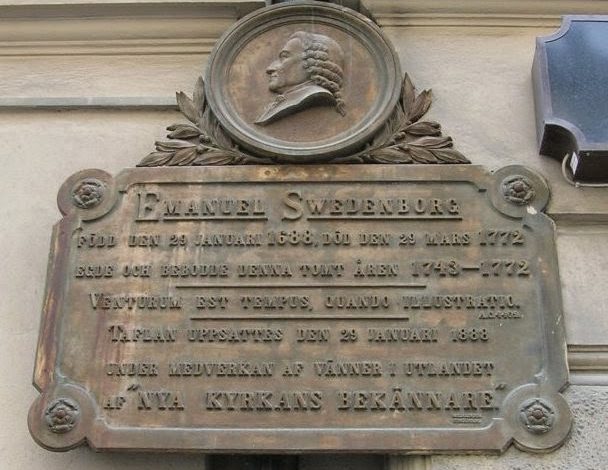 EMANUEL SWEDENBORG
FÖDD DEN 29 JANUARI 1688, DÖD DEN 29 MARS 1772
EGDE OCH BEBODDE DENNA TOMT ÅREN 1743-1772
VENTURUM EST TEMPUS, QUANDO ILLUSTRATIO.
TAFLAN UPPSATTES DEN 29 JANUARI 1888
UNDER MEDVERKAN AF VÄNNER I UTLANDET
AF "NYA KYRKANS BEKÄNNARE."